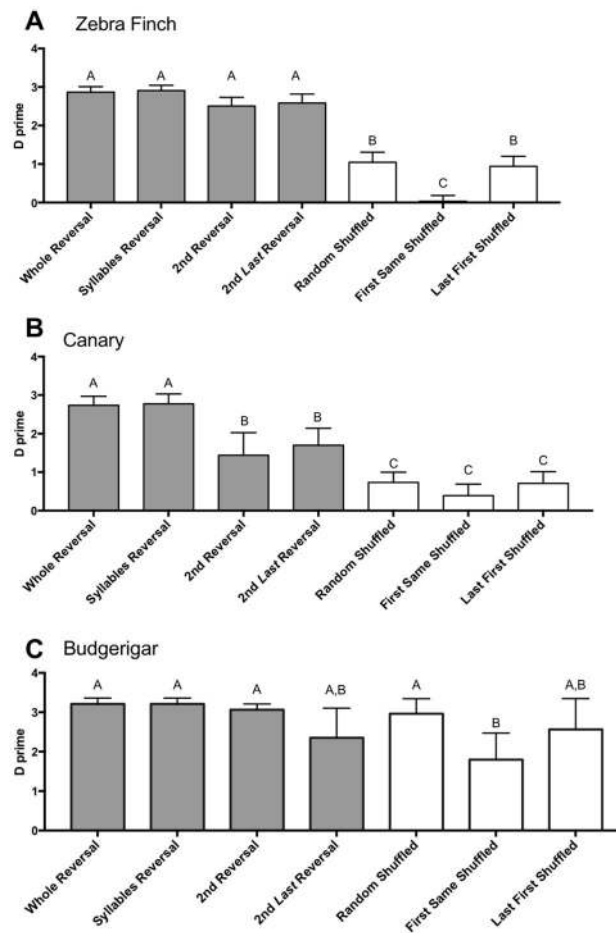 A Zebra Finch
D prime
4
3
2
1
0
A A A A B C B
Whole Reversal
Syllables Reversal
2nd Reversal
2nd Last Reversal
Random Shuffled
First Same Shuffled
Last First Shuffled
B Canary
D prime
4
3
2
1
0
A A B B C C C
Whole Reversal
Syllables Reversal
2nd Reversal
2nd Last Reversal
Random Shuffled
First Same Shuffled
Last First Shuffled
C Budgerigar
D prime
4
3
2
1
0
A A A A,B A B A,B
Whole Reversal
Syllables Reversal
2nd Reversal
2nd Last Reversal
Random Shuffled
First Same Shuffled
Last First Shuffled